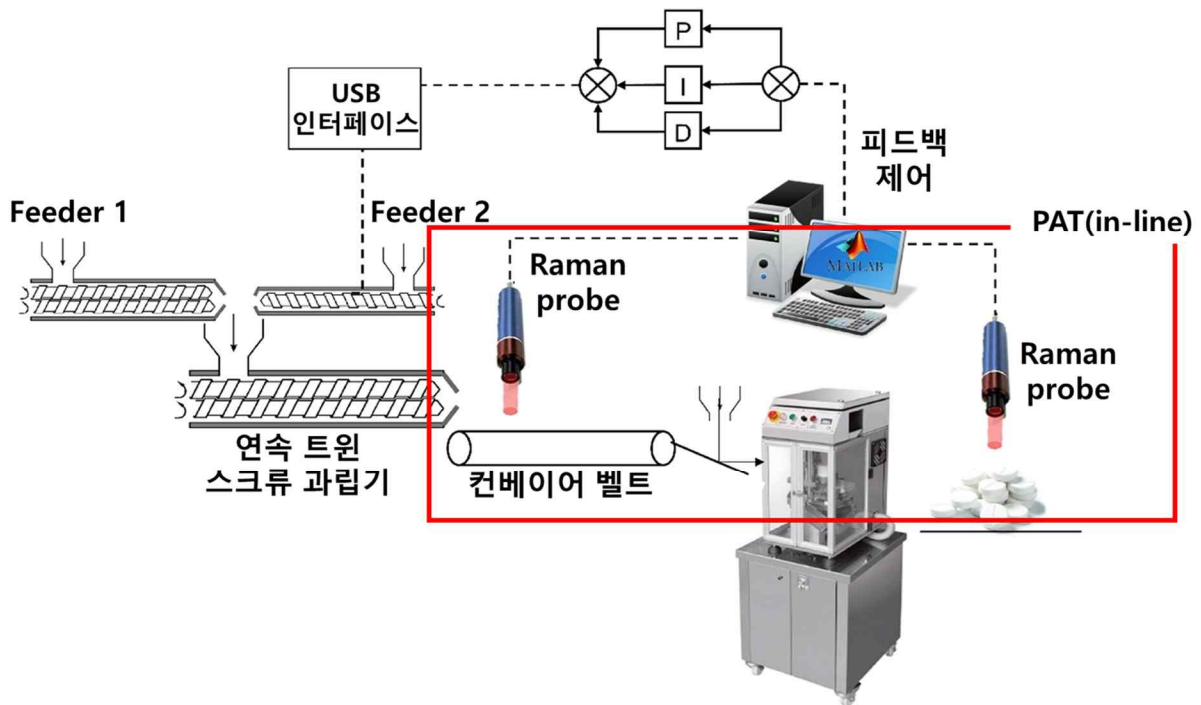 P
I
D
USB
인터페이스
피드백
제어
Feeder 1
Feeder 2
PAT(in-line)
Raman
probe
MATLAB
Raman
probe
연속 트윈
스크류 과립기
컨베이어 벨트